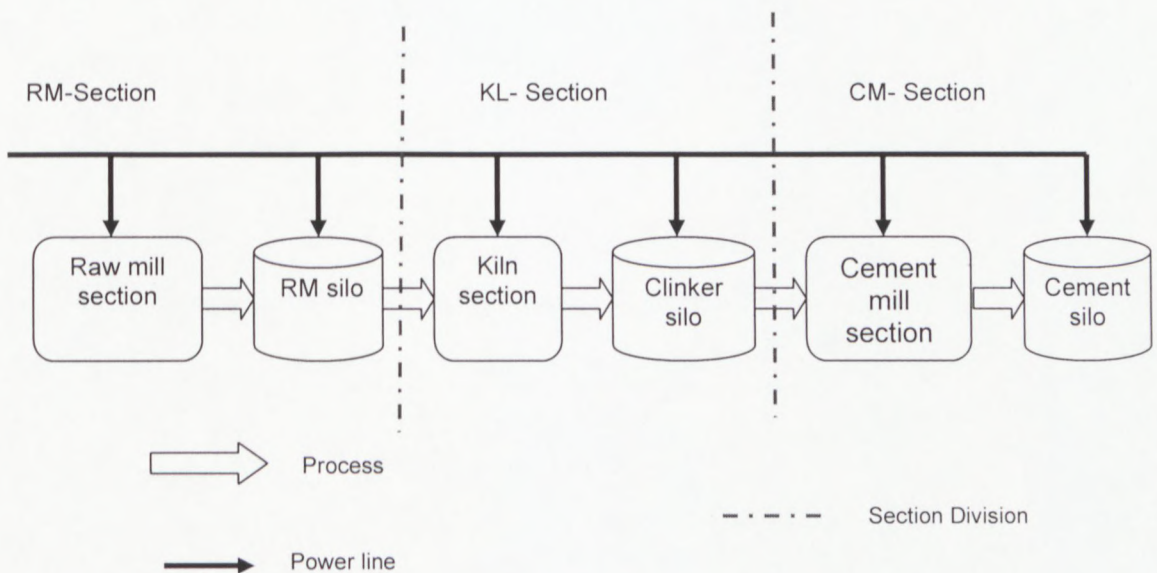 RM-Section
KL- Section
CM- Section
Raw mill
section
RM silo
Kiln
section
Clinker
silo
Cement
mill
section
Cement
silo
Process
Section Division
Power line